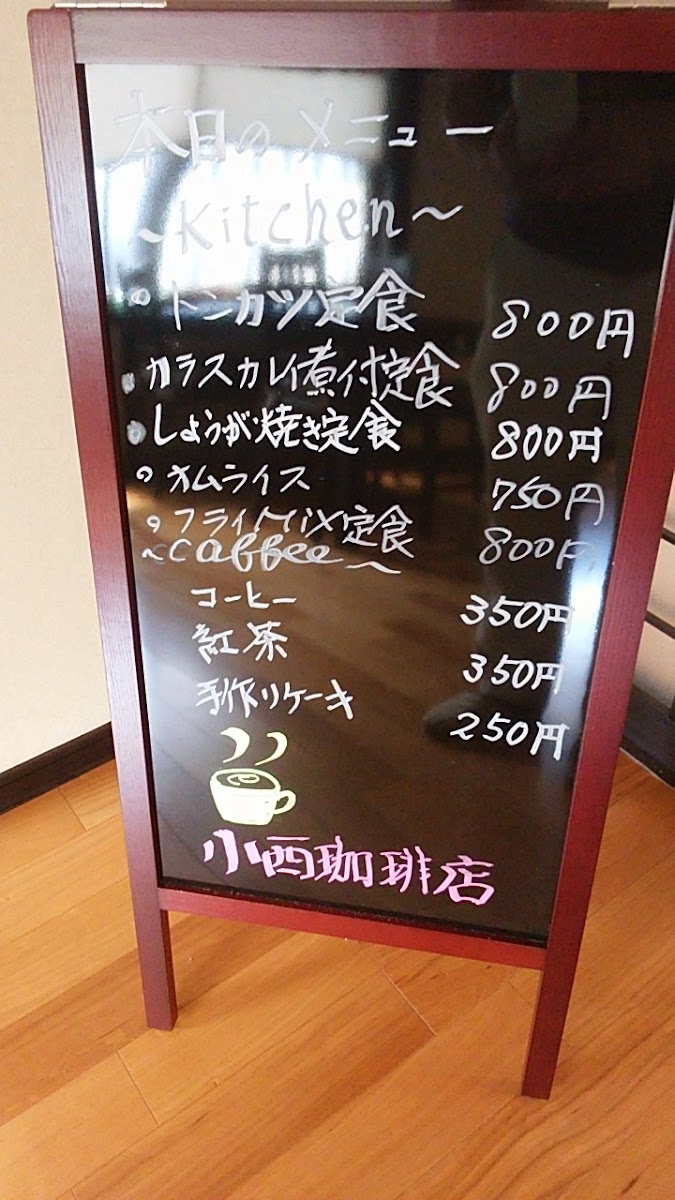 本日のメニュー
~Kitchen~
・トンカツ定食 800円
・カラスカレイ煮付定食 800円
・しょうが焼き定食 800円
・オムライス 750円
・フライMix定食 800円
~caffee~
コーヒー 350円
紅茶 350円
手作りケーキ 250円
小西珈琲店